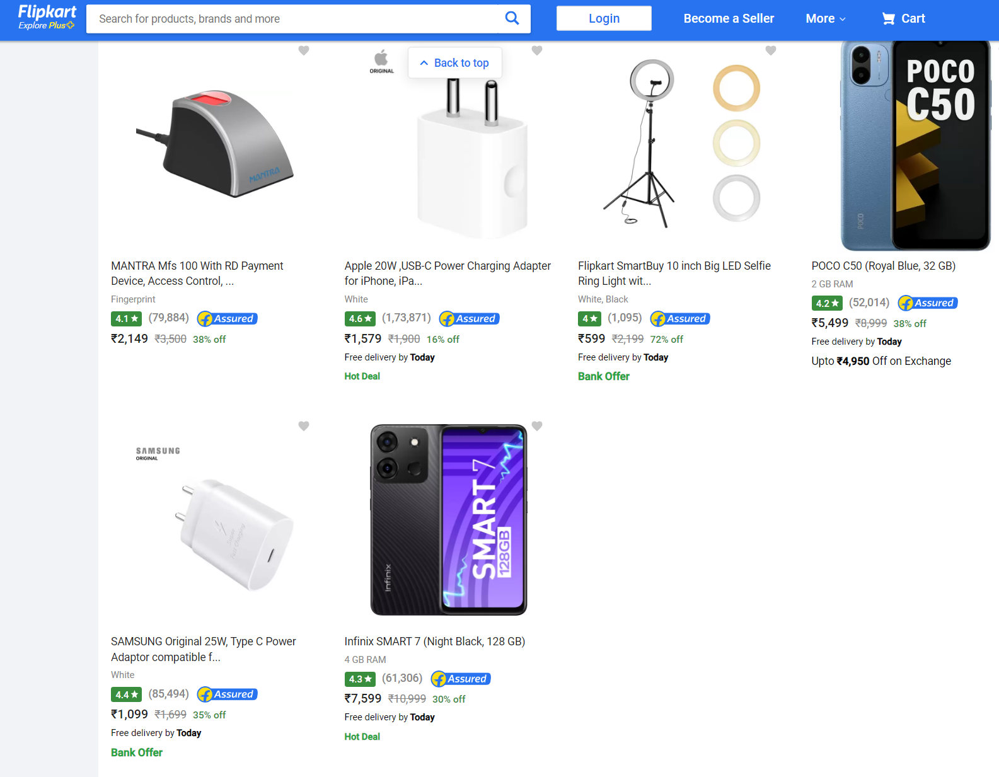 Flipkart
Explore Plus
Search for products, brands and more
Login
Become a Seller
More
Cart
Back to top
ORIGINAL
MANTRA
POCO
C50
POCO
MANTRA Mfs 100 With RD Payment
Device, Access Control, ...
Fingerprint
4.1★ (79,884) Assured
₹2,149 ₹3,500 38% off
Apple 20W ,USB-C Power Charging Adapter
for iPhone, iPa...
White
4.6★ (1,73,871) Assured
₹1,579 ₹1,900 16% off
Free delivery by Today
Hot Deal
Flipkart SmartBuy 10 inch Big LED Selfie
Ring Light wit...
White, Black
4★ (1,095) Assured
₹599 ₹2,199 72% off
Free delivery by Today
Bank Offer
POCO C50 (Royal Blue, 32 GB)
2 GB RAM
4.2★ (52,014) Assured
₹5,499 ₹8,999 38% off
Free delivery by Today
Upto ₹4,950 Off on Exchange
SAMSUNG
ORIGINAL
Super
Fast charging
Infinix
SMART 7
128GB
SAMSUNG Original 25W, Type C Power
Adaptor compatible f...
White
4.4★ (85,494) Assured
₹1,099 ₹1,699 35% off
Free delivery by Today
Bank Offer
Infinix SMART 7 (Night Black, 128 GB)
4 GB RAM
4.3★ (61,306) Assured
₹7,599 ₹10,999 30% off
Free delivery by Today
Hot Deal